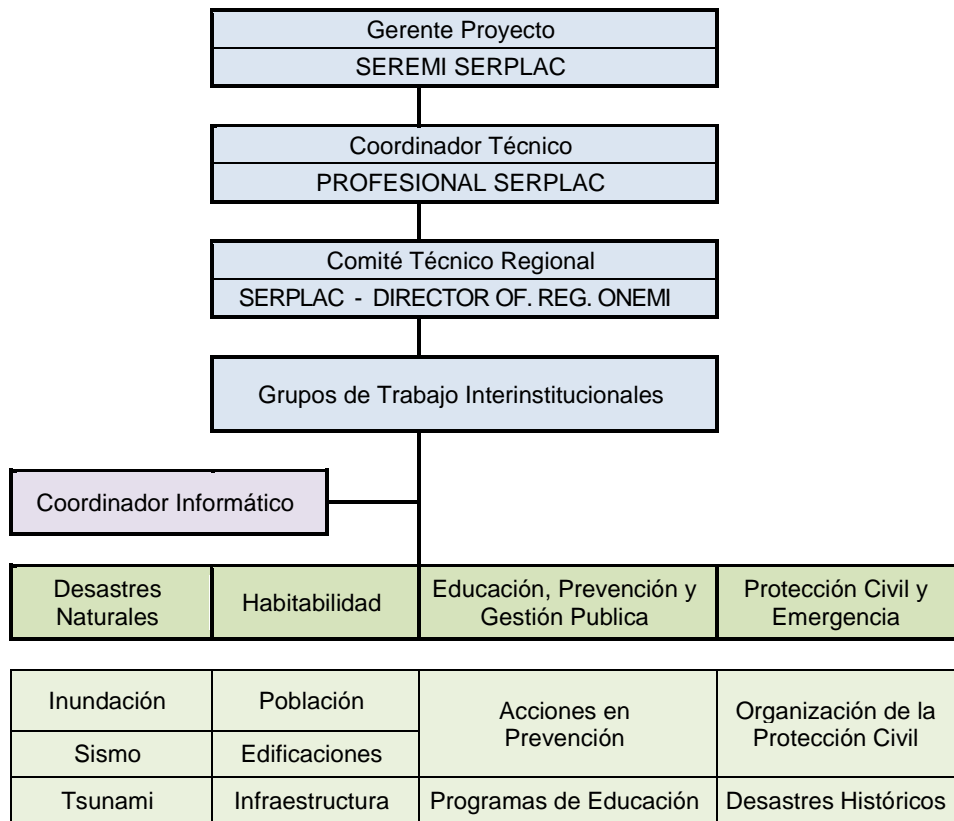 Gerente Proyecto
SEREMI SERPLAC
Coordinador Técnico
PROFESIONAL SERPLAC
Comité Técnico Regional
SERPLAC - DIRECTOR OF. REG. ONEMI
Grupos de Trabajo Interinstitucionales
Coordinador Informático
Desastres
Naturales
Habitabilidad
Educación, Prevención y
Gestión Publica
Protección Civil y
Emergencia
Inundación
Población
Acciones en
Prevención
Organización de la
Protección Civil
Sismo
Edificaciones
Tsunami
Infraestructura
Programas de Educación
Desastres Históricos